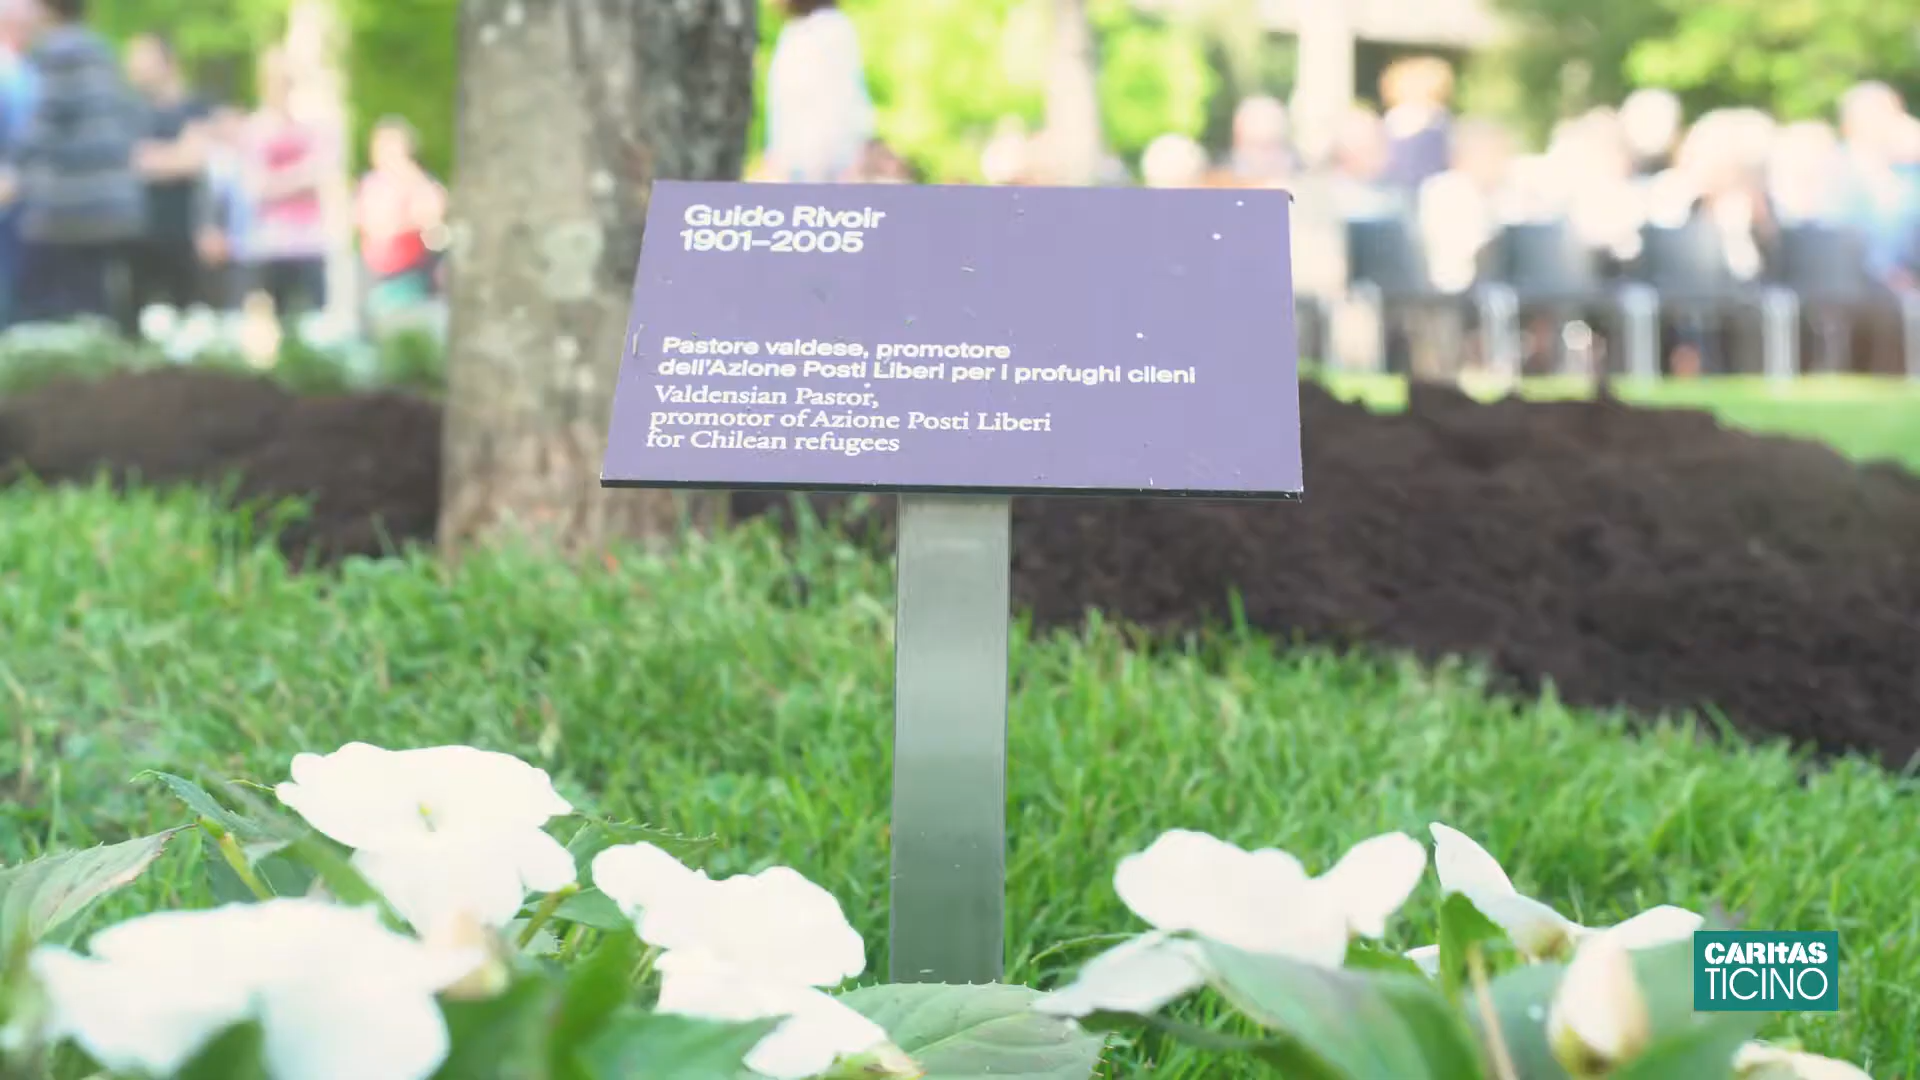 Guido Rivoir
1901–2005
Pastore valdese, promotore
dell'Azione Posti Liberi per i profughi cileni
Valdensian Pastor,
promotor of Azione Posti Liberi
for Chilean refugees
CARITAS
TICINO